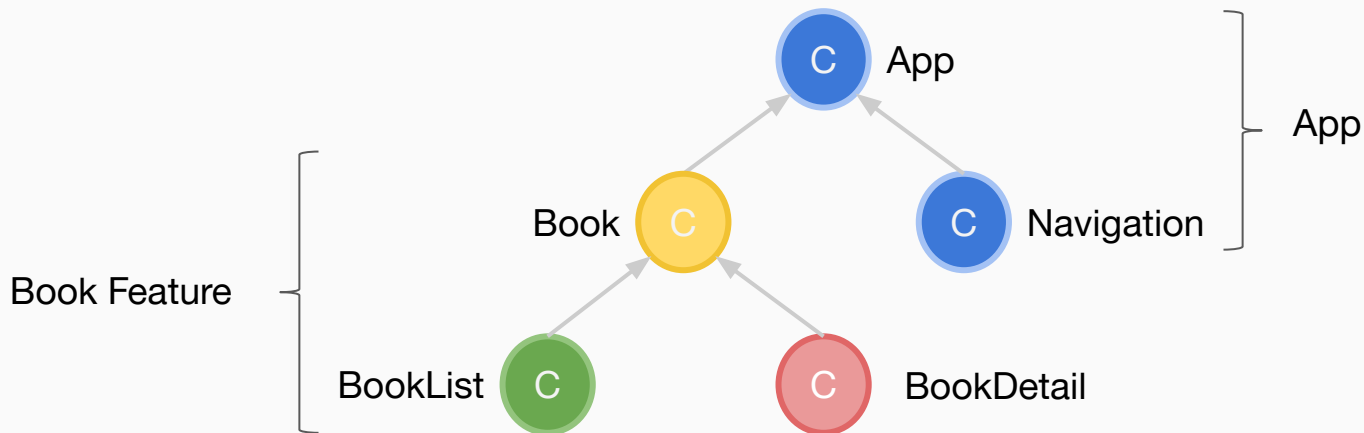 C App
App
Book C
C Navigation
Book Feature
BookList C
C BookDetail